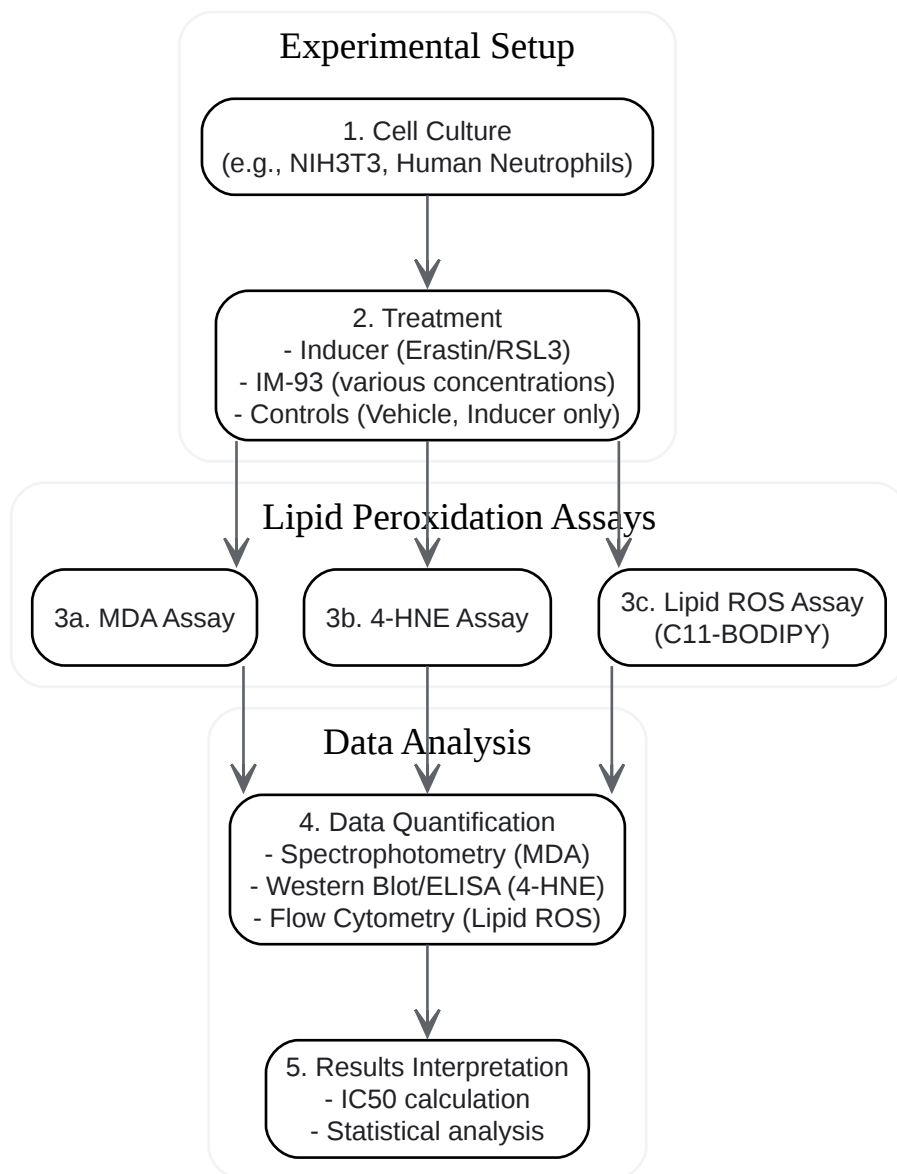 Experimental Setup
1. Cell Culture
(e.g., NIH3T3, Human Neutrophils)
2. Treatment
- Inducer (Erastin/RSL3)
- IM-93 (various concentrations)
- Controls (Vehicle, Inducer only)
Lipid Peroxidation Assays
3a. MDA Assay
3b. 4-HNE Assay
3c. Lipid ROS Assay
(C11-BODIPY)
Data Analysis
4. Data Quantification
- Spectrophotometry (MDA)
- Western Blot/ELISA (4-HNE)
- Flow Cytometry (Lipid ROS)
5. Results Interpretation
- IC50 calculation
- Statistical analysis